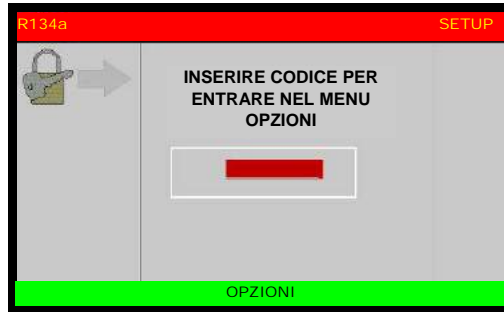 R134a SETUP
INSERIRE CODICE PER
ENTRARE NEL MENU
OPZIONI
OPZIONI